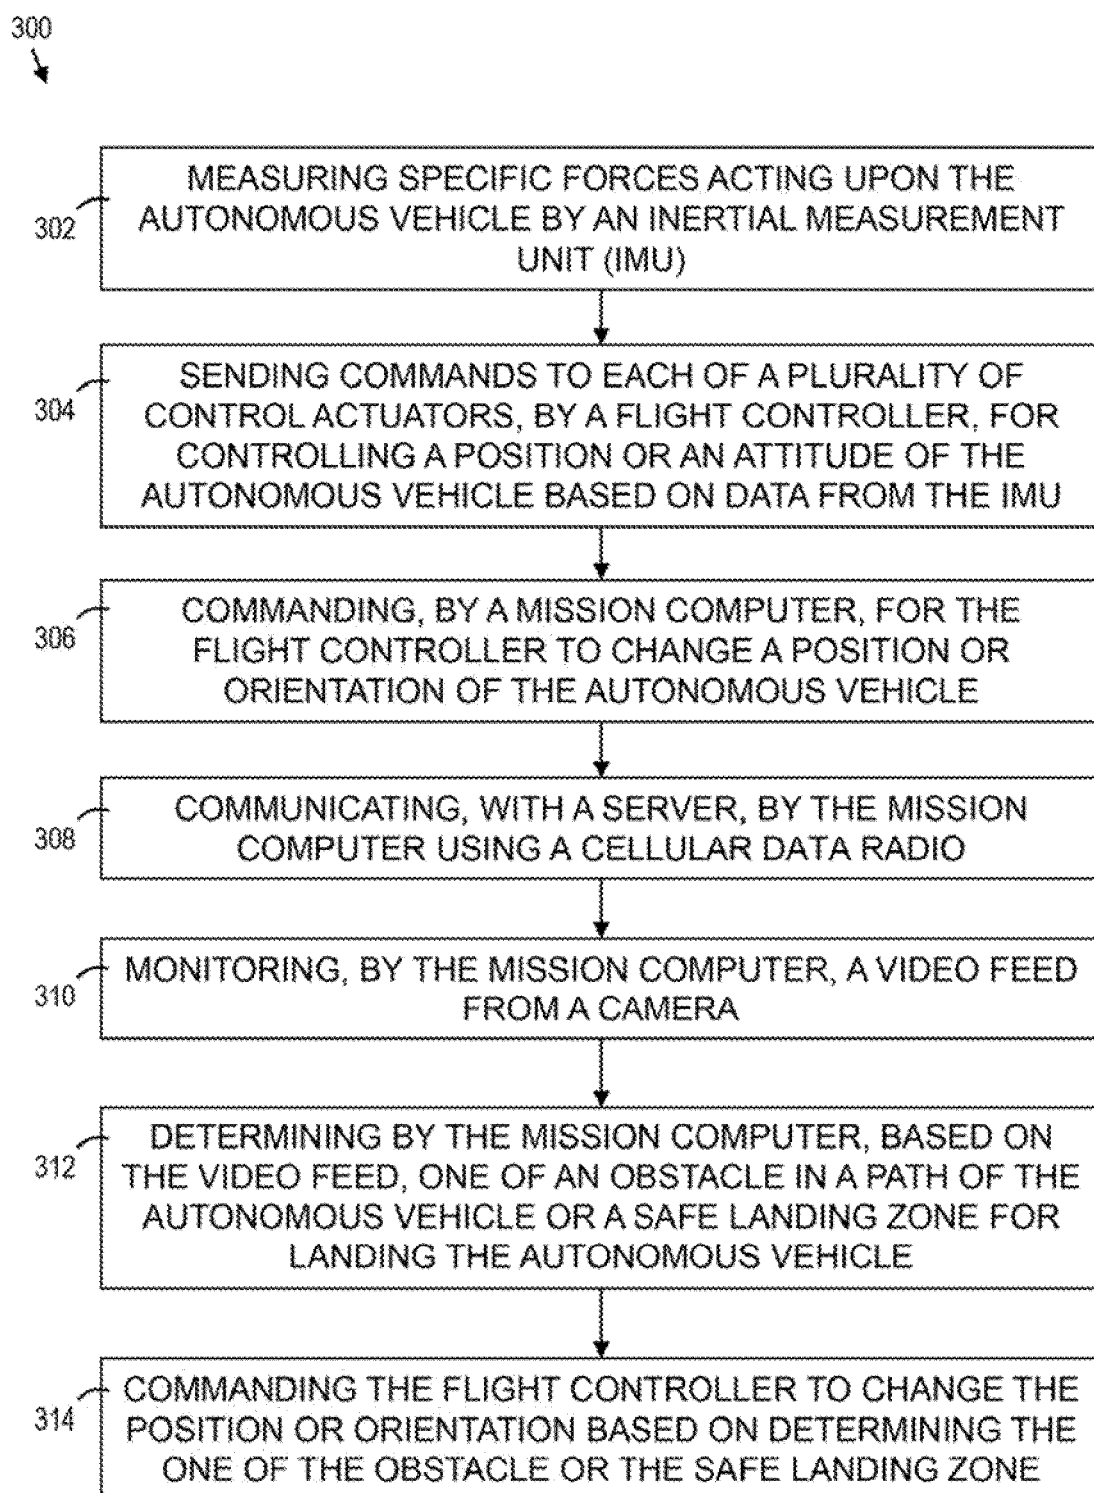 300
MEASURING SPECIFIC FORCES ACTING UPON THE
AUTONOMOUS VEHICLE BY AN INERTIAL MEASUREMENT
UNIT (IMU)
302
SENDING COMMANDS TO EACH OF A PLURALITY OF
CONTROL ACTUATORS, BY A FLIGHT CONTROLLER, FOR
CONTROLLING A POSITION OR AN ATTITUDE OF THE
AUTONOMOUS VEHICLE BASED ON DATA FROM THE IMU
304
COMMANDING, BY A MISSION COMPUTER, FOR THE
FLIGHT CONTROLLER TO CHANGE A POSITION OR
ORIENTATION OF THE AUTONOMOUS VEHICLE
306
COMMUNICATING, WITH A SERVER, BY THE MISSION
COMPUTER USING A CELLULAR DATA RADIO
308
MONITORING, BY THE MISSION COMPUTER, A VIDEO FEED
FROM A CAMERA
310
DETERMINING BY THE MISSION COMPUTER, BASED ON
THE VIDEO FEED, ONE OF AN OBSTACLE IN A PATH OF THE
AUTONOMOUS VEHICLE OR A SAFE LANDING ZONE FOR
LANDING THE AUTONOMOUS VEHICLE
312
COMMANDING THE FLIGHT CONTROLLER TO CHANGE THE
POSITION OR ORIENTATION BASED ON DETERMINING THE
ONE OF THE OBSTACLE OR THE SAFE LANDING ZONE
314